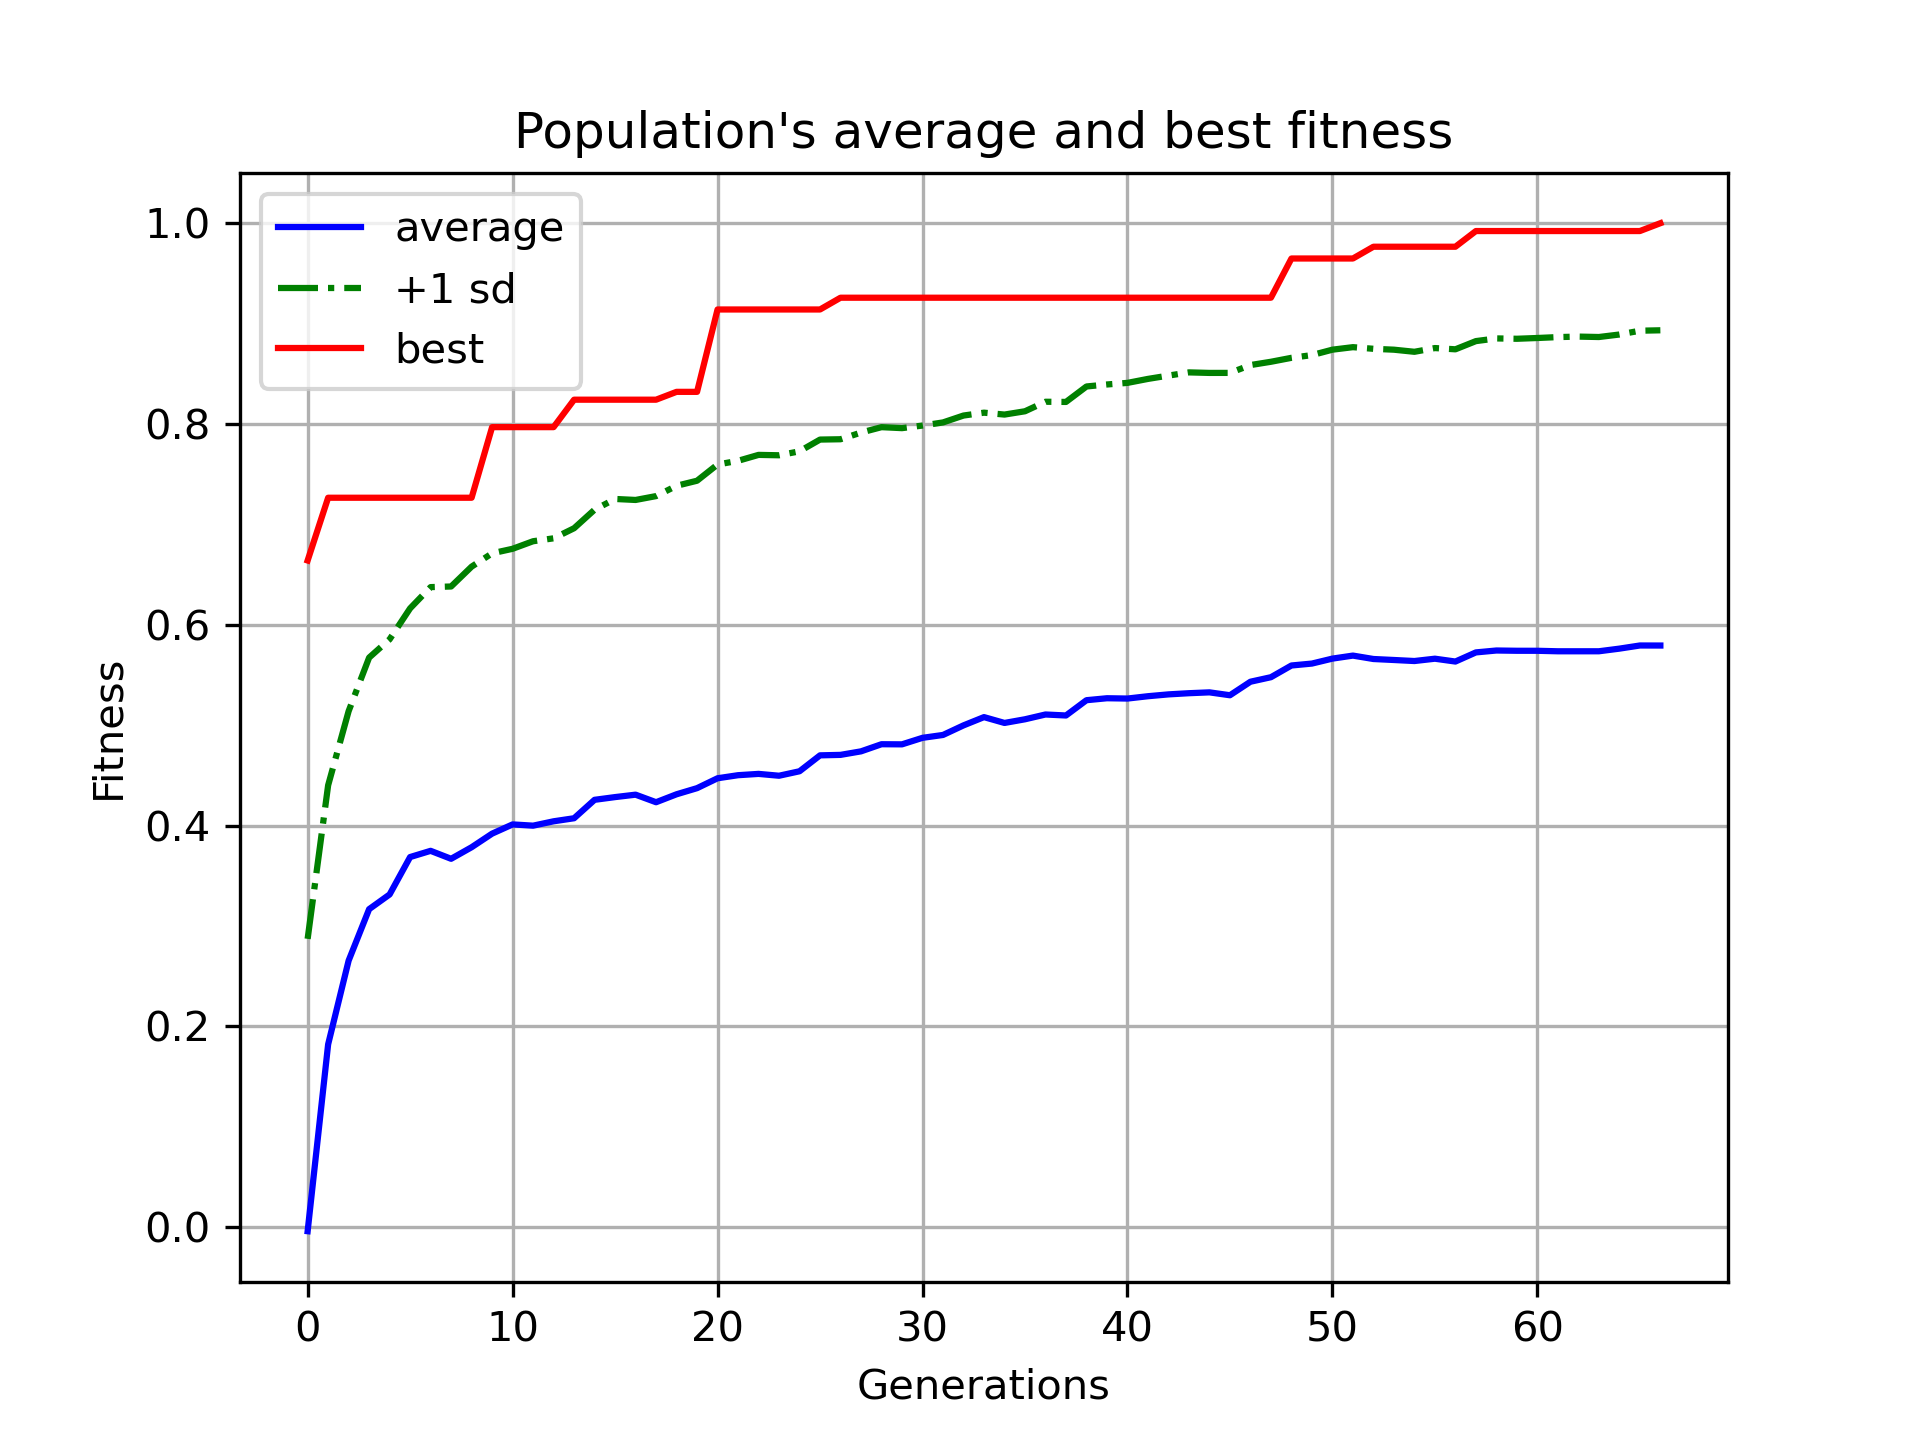 Population's average and best fitness
average
+1 sd
best
Fitness
1.0
0.8
0.6
0.4
0.2
0.0
0 10 20 30 40 50 60
Generations